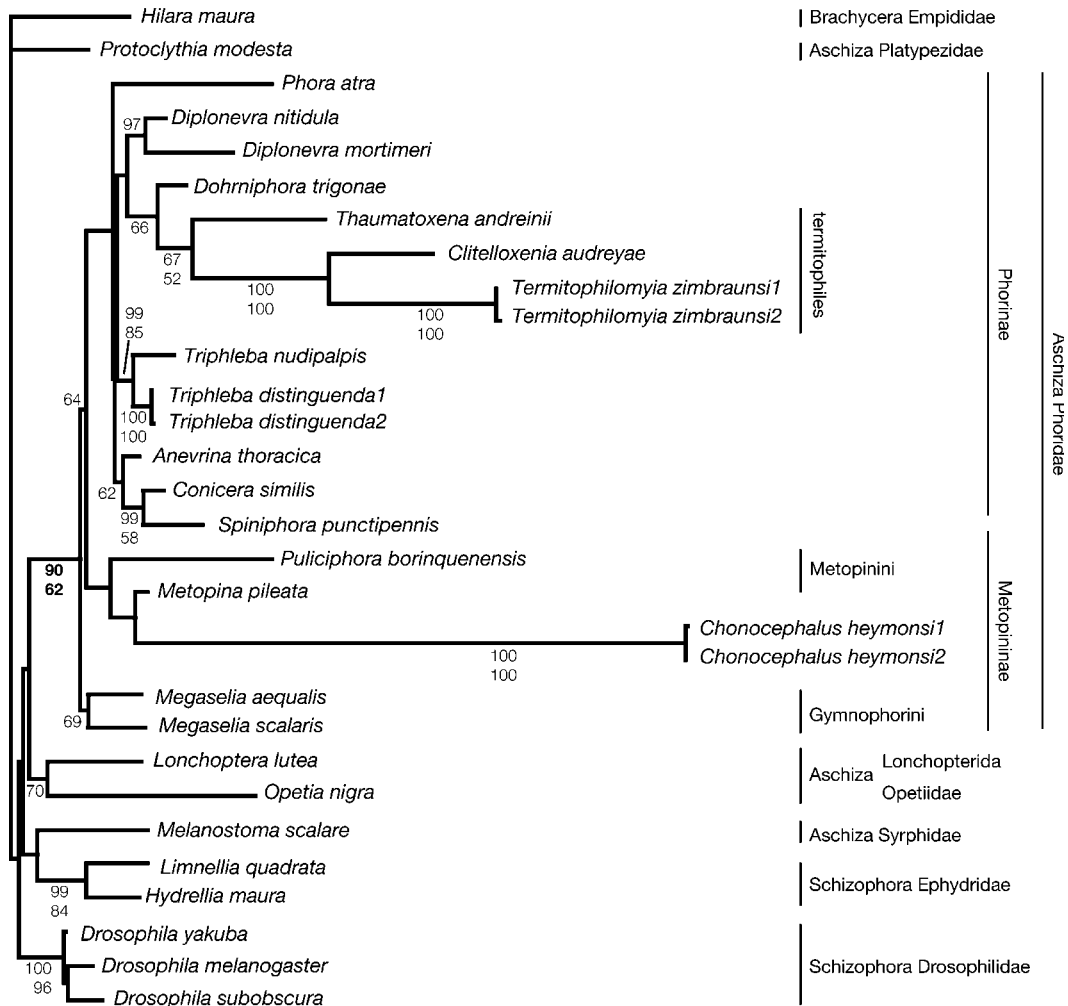 Hilara maura
Brachycera Empididae
Protoclythia modesta
Aschiza Platypezidae
Phora atra
97
Diplonevra nitidula
Diplonevra mortimeri
Dohrniphora trigonae
66
Thaumatoxena andreinii
67
52
Clitelloxenia audreyae
100
100
Termitophilomyia zimbraunsi1
100
100
Termitophilomyia zimbraunsi2
termitophiles
99
85
Triphleba nudipalpis
Triphleba distinguenda1
100
100
Triphleba distinguenda2
64
Anevrina thoracica
62
Conicera similis
99
58
Spiniphora punctipennis
Phorinae
Aschiza Phoridae
90
62
Puliciphora borinquenensis
Metopina pileata
Metopinini
Chonocephalus heymonsi1
100
100
Chonocephalus heymonsi2
Metopininae
Megaselia aequalis
69
Megaselia scalaris
Gymnophorini
Lonchoptera lutea
70
Opetia nigra
Aschiza
Lonchopterida
Opetiidae
Melanostoma scalare
Aschiza Syrphidae
Limnellia quadrata
99
84
Hydrellia maura
Schizophora Ephydridae
Drosophila yakuba
100
96
Drosophila melanogaster
Schizophora Drosophilidae
Drosophila subobscura